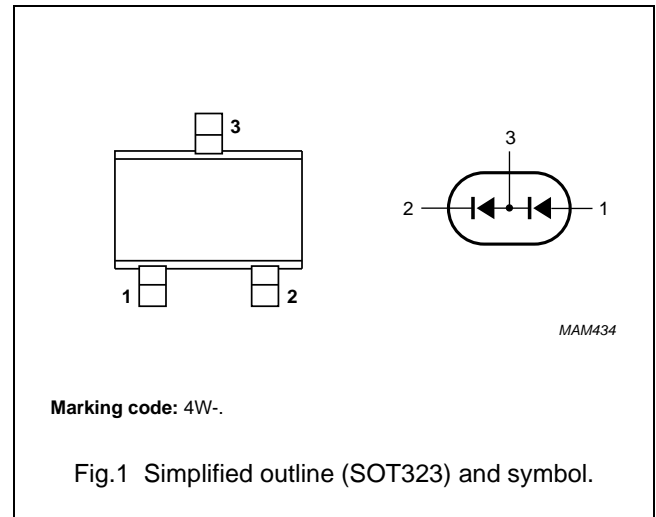 3
1
2
3
2
1
MAM434
Marking code: 4W-.
Fig.1 Simplified outline (SOT323) and symbol.